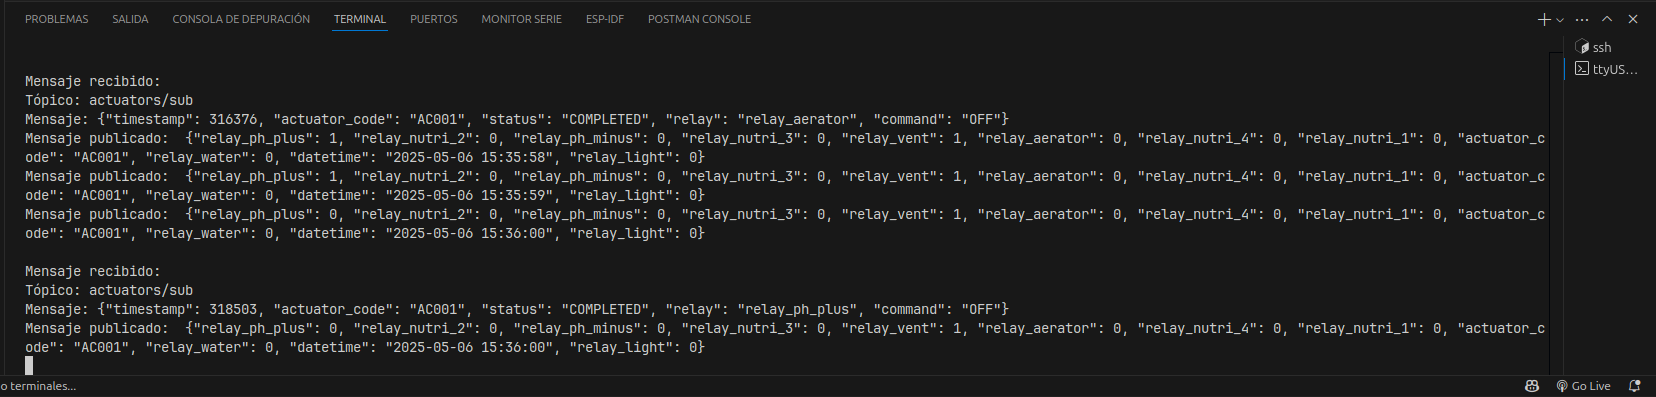 PROBLEMAS SALIDA CONSOLA DE DEPURACIÓN TERMINAL PUERTOS MONITOR SERIE ESP-IDF POSTMAN CONSOLE
ssh
ttyUS...
Mensaje recibido:
Tópico: actuators/sub
Mensaje: {"timestamp": 316376, "actuator_code": "AC001", "status": "COMPLETED", "relay": "relay_aerator", "command": "OFF"}
Mensaje publicado:  {"relay_ph_plus": 1, "relay_nutri_2": 0, "relay_ph_minus": 0, "relay_nutri_3": 0, "relay_vent": 1, "relay_aerator": 0, "relay_nutri_4": 0, "relay_nutri_1": 0, "actuator_c
ode": "AC001", "relay_water": 0, "datetime": "2025-05-06 15:35:58", "relay_light": 0}
Mensaje publicado:  {"relay_ph_plus": 1, "relay_nutri_2": 0, "relay_ph_minus": 0, "relay_nutri_3": 0, "relay_vent": 1, "relay_aerator": 0, "relay_nutri_4": 0, "relay_nutri_1": 0, "actuator_c
ode": "AC001", "relay_water": 0, "datetime": "2025-05-06 15:35:59", "relay_light": 0}
Mensaje publicado:  {"relay_ph_plus": 0, "relay_nutri_2": 0, "relay_ph_minus": 0, "relay_nutri_3": 0, "relay_vent": 1, "relay_aerator": 0, "relay_nutri_4": 0, "relay_nutri_1": 0, "actuator_c
ode": "AC001", "relay_water": 0, "datetime": "2025-05-06 15:36:00", "relay_light": 0}
Mensaje recibido:
Tópico: actuators/sub
Mensaje: {"timestamp": 318503, "actuator_code": "AC001", "status": "COMPLETED", "relay": "relay_ph_plus", "command": "OFF"}
Mensaje publicado:  {"relay_ph_plus": 0, "relay_nutri_2": 0, "relay_ph_minus": 0, "relay_nutri_3": 0, "relay_vent": 1, "relay_aerator": 0, "relay_nutri_4": 0, "relay_nutri_1": 0, "actuator_c
ode": "AC001", "relay_water": 0, "datetime": "2025-05-06 15:36:00", "relay_light": 0}
o terminales... Go Live